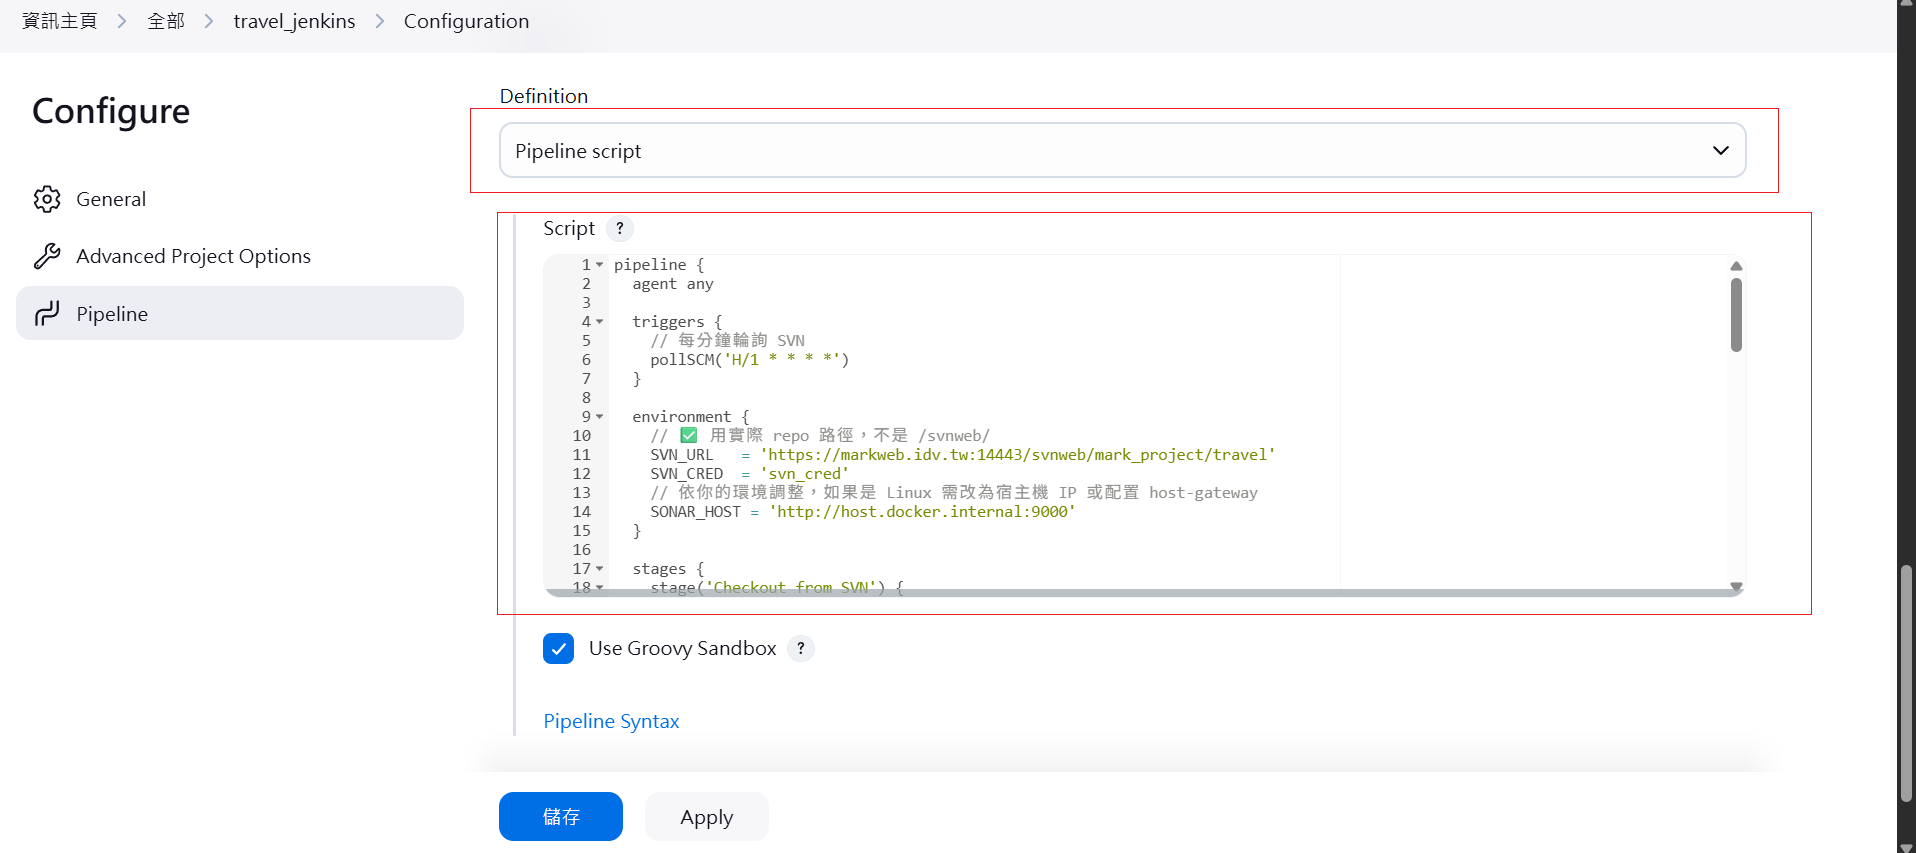 資訊主頁 > 全部 > travel_jenkins > Configuration
Configure
General
Advanced Project Options
Pipeline
Definition
Pipeline script
Script ?
1 pipeline {
2 agent any
3
4 triggers {
5 // 每分鐘輪詢 SVN
6 pollSCM('H/1 * * * *')
7 }
8
9 environment {
10 // ✅ 用實際 repo 路徑，不是 /svnweb/
11 SVN_URL = 'https://markweb.idv.tw:14443/svnweb/mark_project/travel'
12 SVN_CRED = 'svn_cred'
13 // 依你的環境調整，如果是 Linux 需改為宿主機 IP 或配置 host-gateway
14 SONAR_HOST = 'http://host.docker.internal:9000'
15 }
16
17 stages {
18 stage('Checkout from SVN') {
Use Groovy Sandbox ?
Pipeline Syntax
儲存 Apply